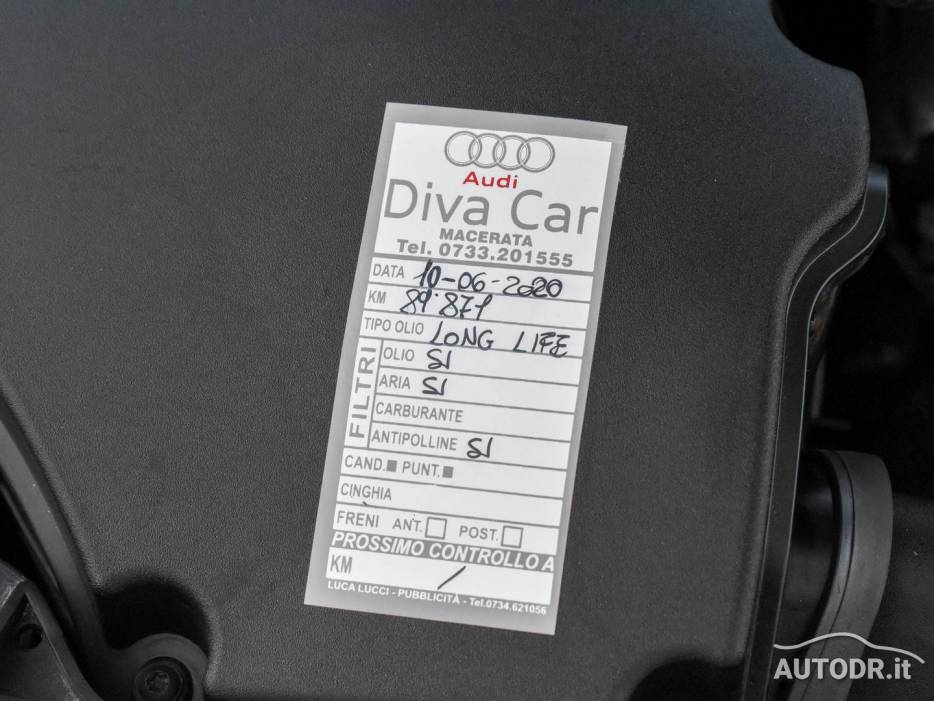 Audi
Diva Car
MACERATA
Tel. 0733.201555
DATA 10-06-2020
KM 89.871
TIPO OLIO LONG LIFE
FILTRI
OLIO SI
ARIA SI
CARBURANTE
ANTIPOLLINE SI
CAND. PUNT.
CINGHIA
FRENI ANT. POST.
PROSSIMO CONTROLLO A
KM /
LUCA LUCCI - PUBBLICITÀ - Tel.0734.621056
AUTODR.it